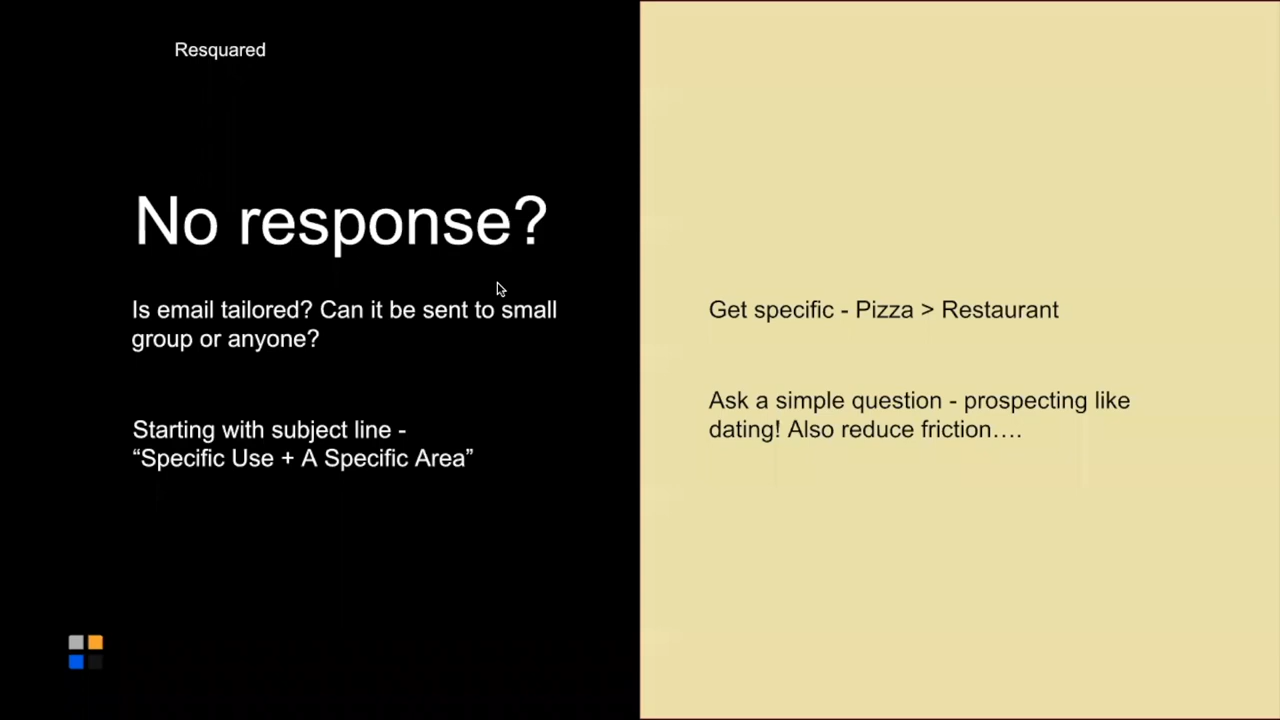 Resquared
No response?
Is email tailored? Can it be sent to small
group or anyone?
Starting with subject line -
“Specific Use + A Specific Area”
Get specific - Pizza > Restaurant
Ask a simple question - prospecting like
dating! Also reduce friction….